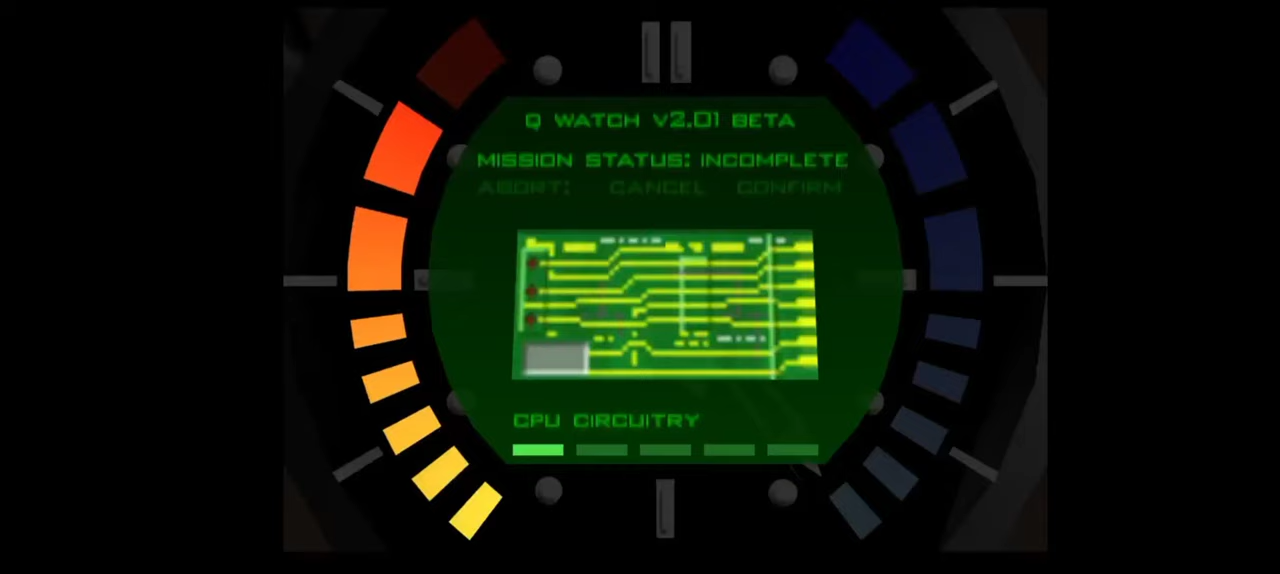 Q WATCH V2.01 BETA
MISSION STATUS: INCOMPLETE
ABORT: CANCEL CONFIRM
CPU CIRCUITRY